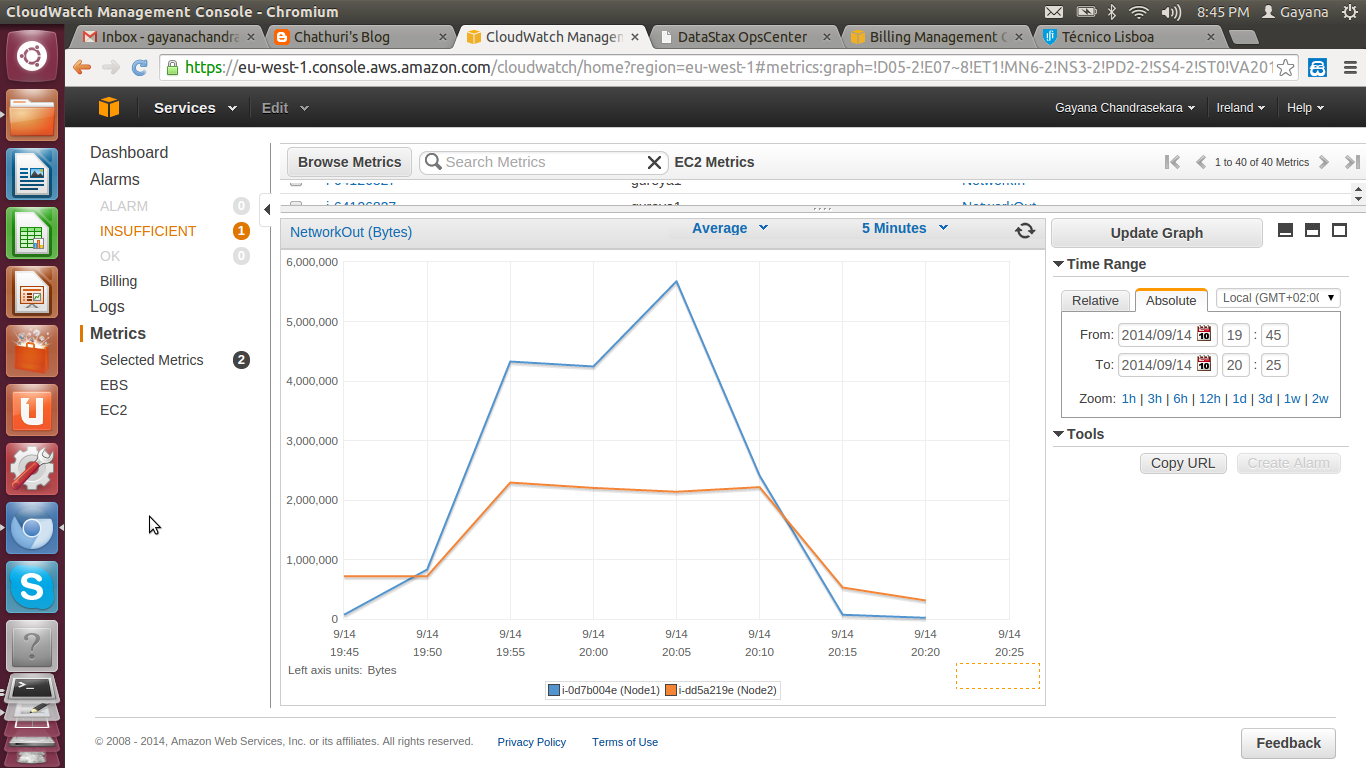 CloudWatch Management Console - Chromium
8:45 PM Gayana
Inbox - gayanachandra
Chathuri's Blog
CloudWatch Managem
DataStax OpsCenter
Billing Management C
Técnico Lisboa
https://eu-west-1.console.aws.amazon.com/cloudwatch/home?region=eu-west-1#metrics:graph=!D05-2!E07~8!ET1!MN6-2!NS3-2!PD2-2!SS4-2!ST0!VA201
Services Edit
Gayana Chandrasekara Ireland Help
Dashboard
Alarms
ALARM 0
INSUFFICIENT 1
OK 0
Billing
Logs
Metrics
Selected Metrics 2
EBS
EC2
Browse Metrics Search Metrics EC2 Metrics 1 to 40 of 40 Metrics
NetworkOut (Bytes) Average 5 Minutes
6,000,000
5,000,000
4,000,000
3,000,000
2,000,000
1,000,000
0
9/14 9/14 9/14 9/14 9/14 9/14 9/14 9/14 9/14
19:45 19:50 19:55 20:00 20:05 20:10 20:15 20:20 20:25
Left axis units: Bytes
i-0d7b004e (Node1) i-dd5a219e (Node2)
Update Graph
Time Range
Relative Absolute Local (GMT+02:00
From: 2014/09/14 19 : 45
To: 2014/09/14 20 : 25
Zoom: 1h | 3h | 6h | 12h | 1d | 3d | 1w | 2w
Tools
Copy URL Create Alarm
© 2008 - 2014, Amazon Web Services, Inc. or its affiliates. All rights reserved. Privacy Policy Terms of Use
Feedback